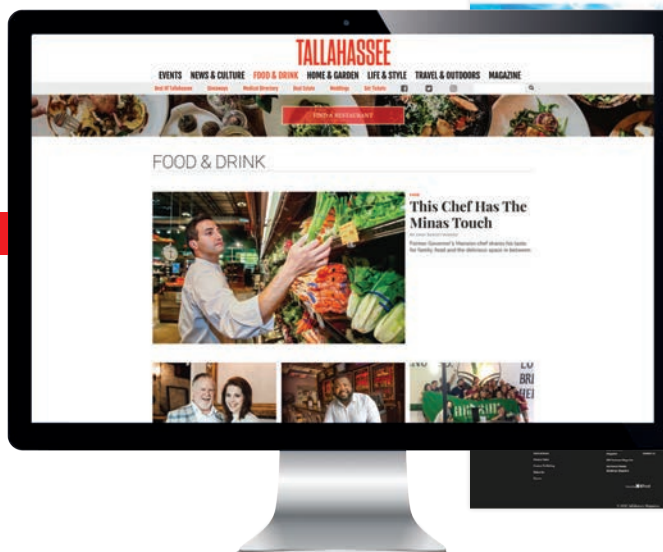 TALLAHASSEE
EVENTS NEWS & CULTURE FOOD & DRINK HOME & GARDEN LIFE & STYLE TRAVEL & OUTDOORS MAGAZINE
Best Of Tallahassee Giveaways Medical Directory Real Estate Weddings Get Tickets
FIND A RESTAURANT
FOOD & DRINK
This Chef Has The
Minas Touch
Former Governor's Mansion chef shares his taste
for family, food and the delicious space in between